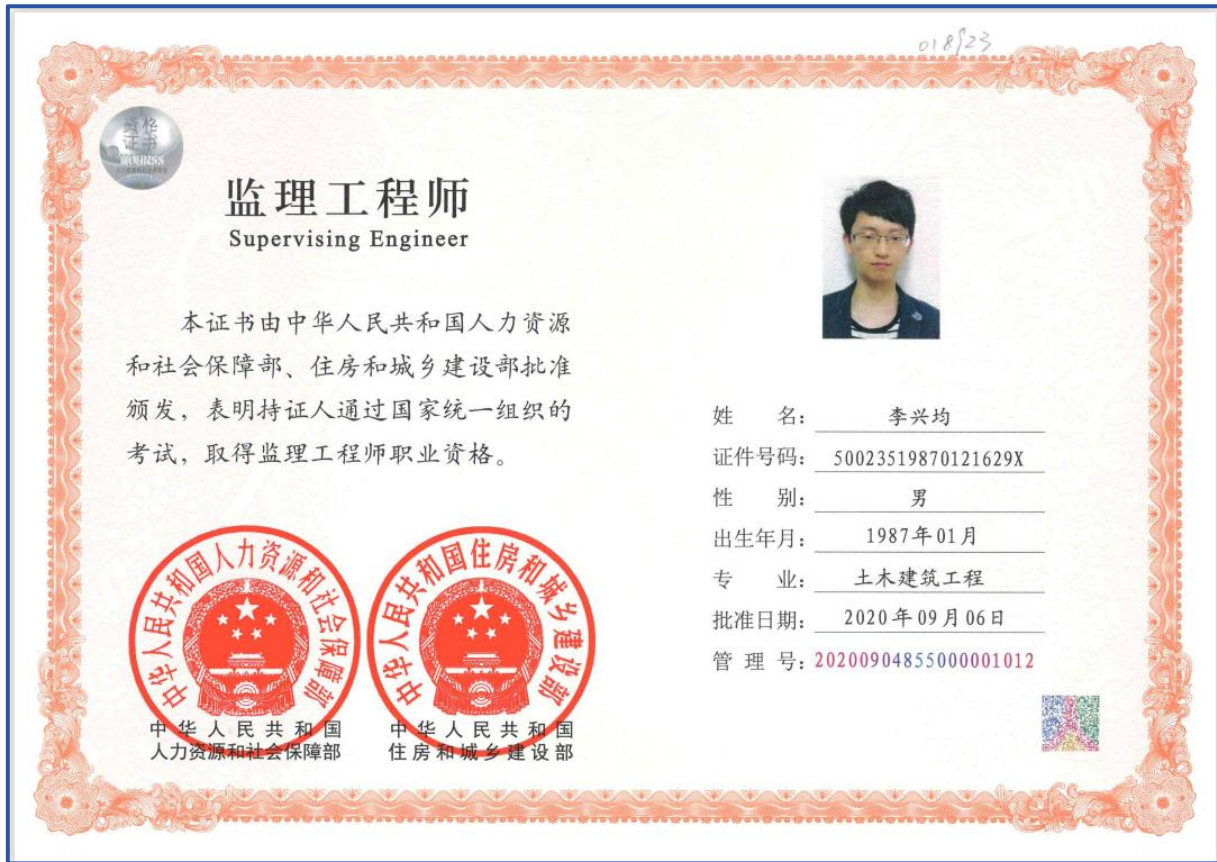 018523
监理工程师
Supervising Engineer
本证书由中华人民共和国人力资源
和社会保障部、住房和城乡建设部批准
颁发，表明持证人通过国家统一组织的
考试，取得监理工程师职业资格。
姓 名：李兴均
证件号码：50023519870121629X
性 别：男
出生年月：1987年01月
专 业：土木建筑工程
批准日期：2020年09月06日
管 理 号：20200904855000001012
中华人民共和国人力资源和社会保障部
中华人民共和国住房和城乡建设部
中华人民共和国
人力资源和社会保障部
中华人民共和国
住房和城乡建设部